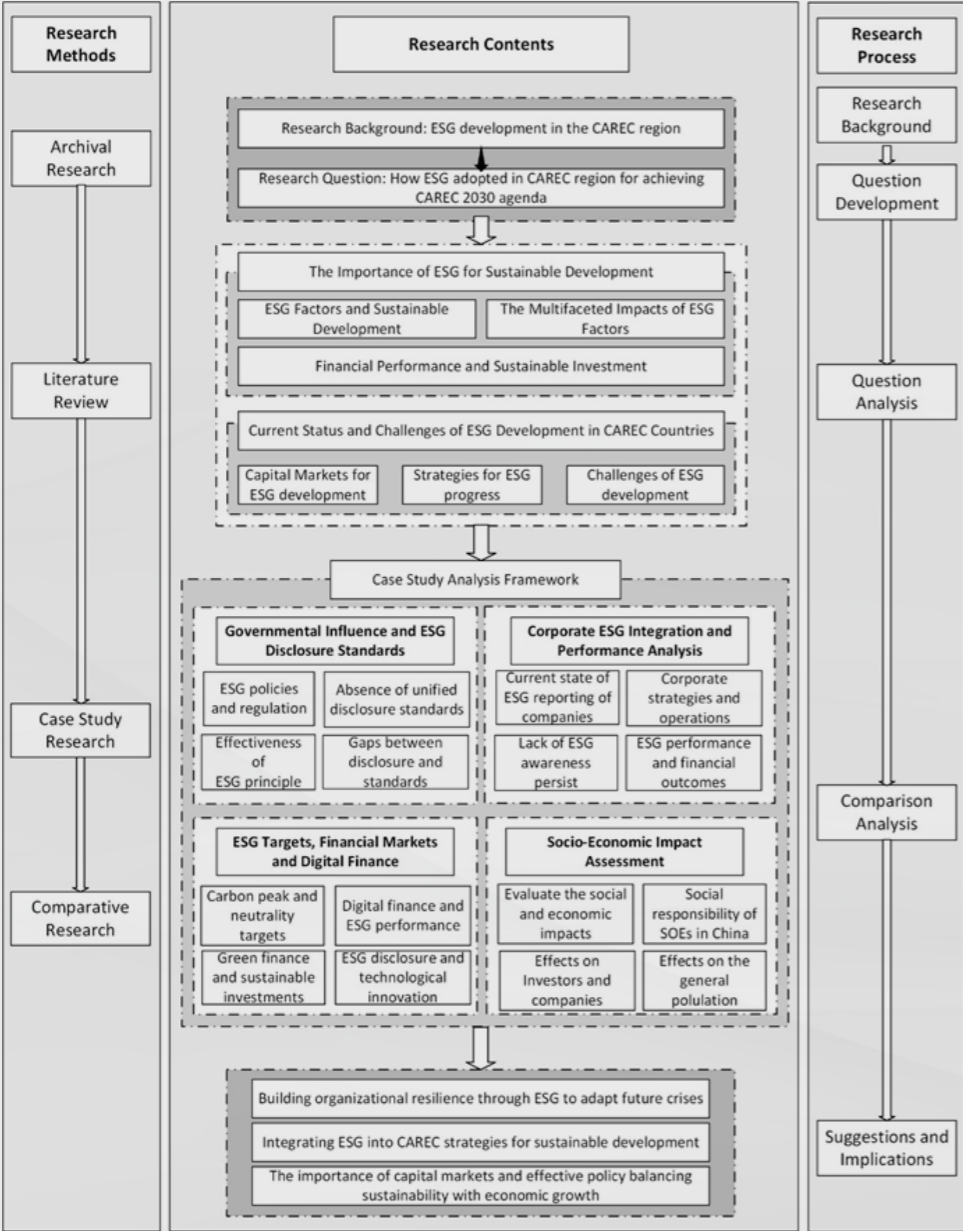 Research
Methods
Archival
Research
Literature
Review
Case Study
Research
Comparative
Research
Research Contents
Research Background: ESG development in the CAREC region
Research Question: How ESG adopted in CAREC region for achieving
CAREC 2030 agenda
The Importance of ESG for Sustainable Development
ESG Factors and Sustainable
Development
The Multifaceted Impacts of ESG
Factors
Financial Performance and Sustainable Investment
Current Status and Challenges of ESG Development in CAREC Countries
Capital Markets for
ESG development
Strategies for ESG
progress
Challenges of ESG
development
Case Study Analysis Framework
Governmental Influence and ESG
Disclosure Standards
ESG policies
and regulation
Absence of unified
disclosure standards
Effectiveness
of
ESG principle
Gaps between
disclosure and
standards
Corporate ESG Integration and
Performance Analysis
Current state of
ESG reporting of
companies
Corporate
strategies and
operations
Lack of ESG
awareness
persist
ESG performance
and financial
outcomes
ESG Targets, Financial Markets
and Digital Finance
Carbon peak and
neutrality
targets
Digital finance and
ESG performance
Green finance
and sustainable
investments
ESG disclosure and
technological
innovation
Socio-Economic Impact
Assessment
Evaluate the social
and economic
impacts
Social
responsibility of
SOEs in China
Effects on
Investors and
companies
Effects on the
general
polulation
Building organizational resilience through ESG to adapt future crises
Integrating ESG into CAREC strategies for sustainable development
The importance of capital markets and effective policy balancing
sustainability with economic growth
Research
Process
Research
Background
Question
Development
Question
Analysis
Comparison
Analysis
Suggestions and
Implications